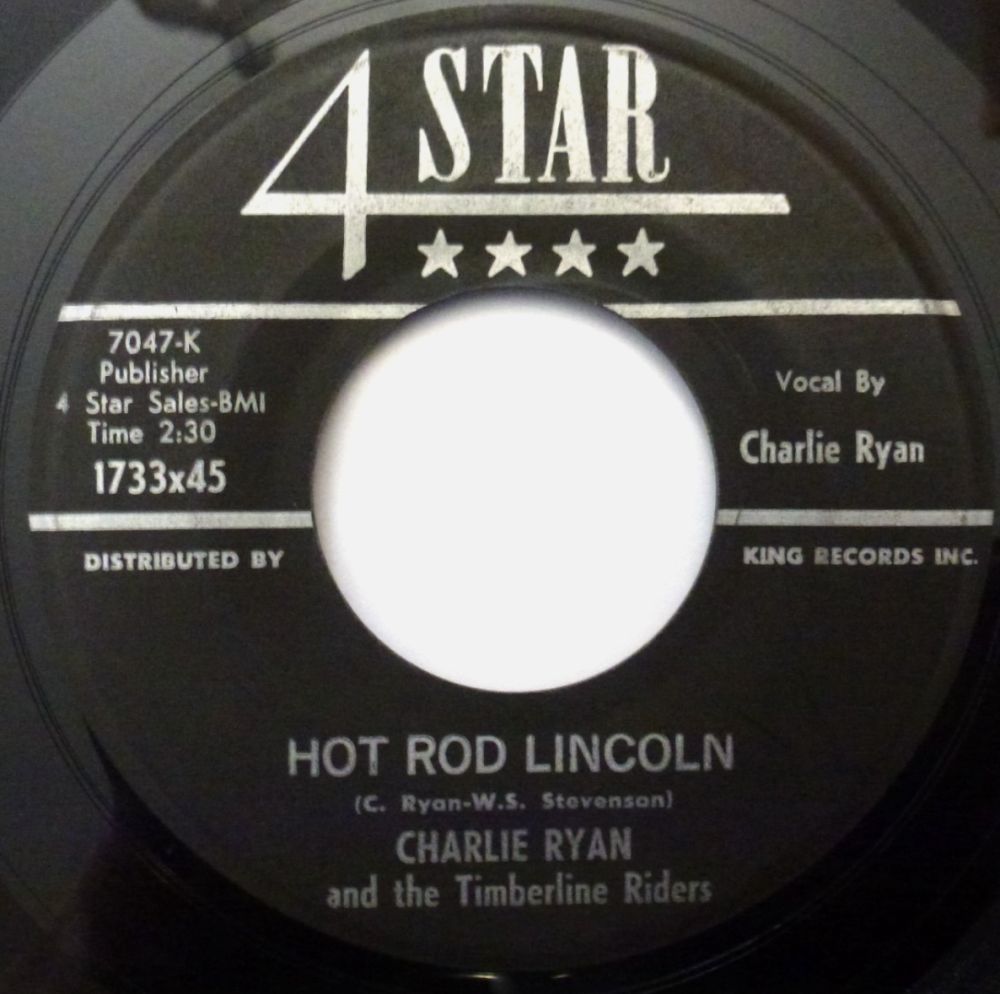 4 STAR
7047-K
Publisher
4 Star Sales-BMI
Time 2:30
1733x45
Vocal By
Charlie Ryan
DISTRIBUTED BY
KING RECORDS INC.
HOT ROD LINCOLN
(C. Ryan-W.S. Stevenson)
CHARLIE RYAN
and the Timberline Riders